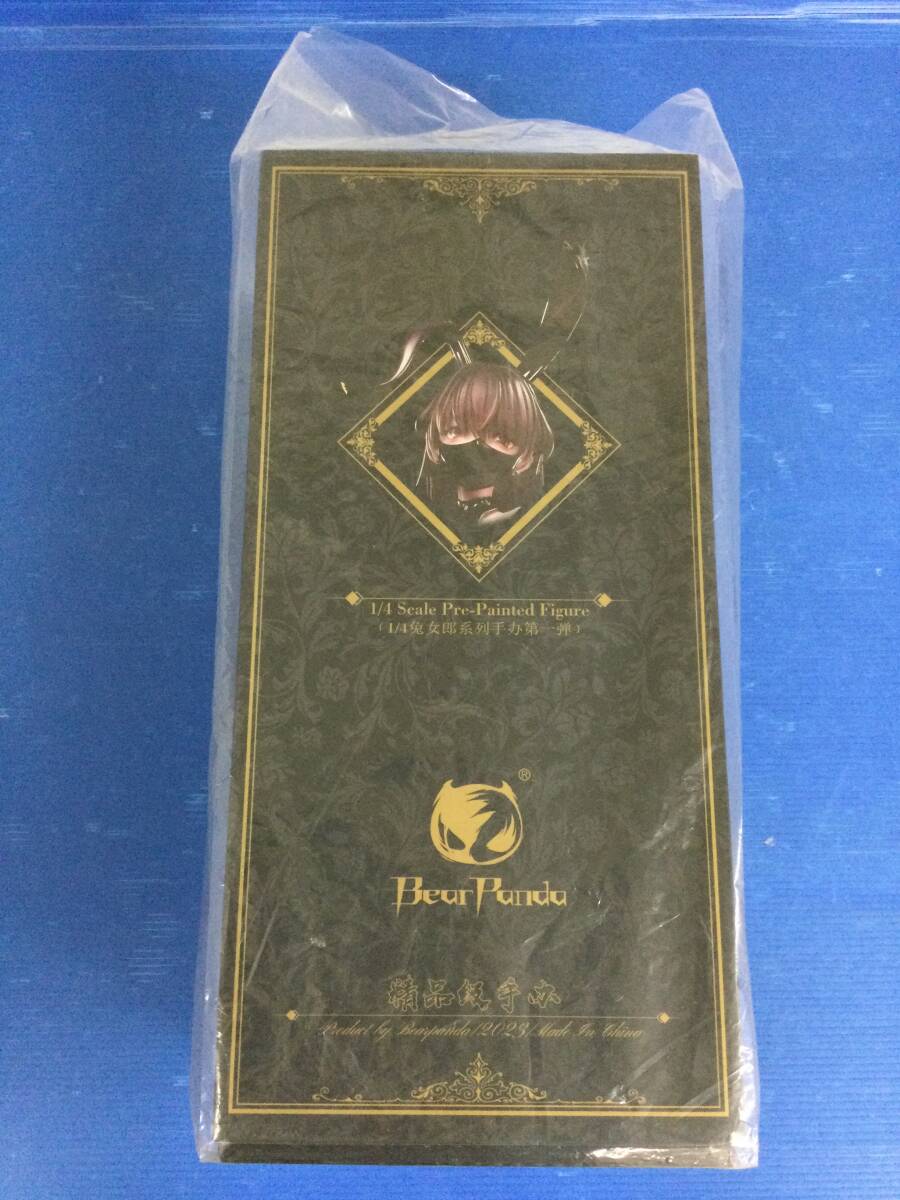 1/4 Scale Pre-Painted Figure
(1/4兔女郎系列手办第一弹)
®
BearPanda
精品级手办
Product by Bearpanda/2023/Made In China